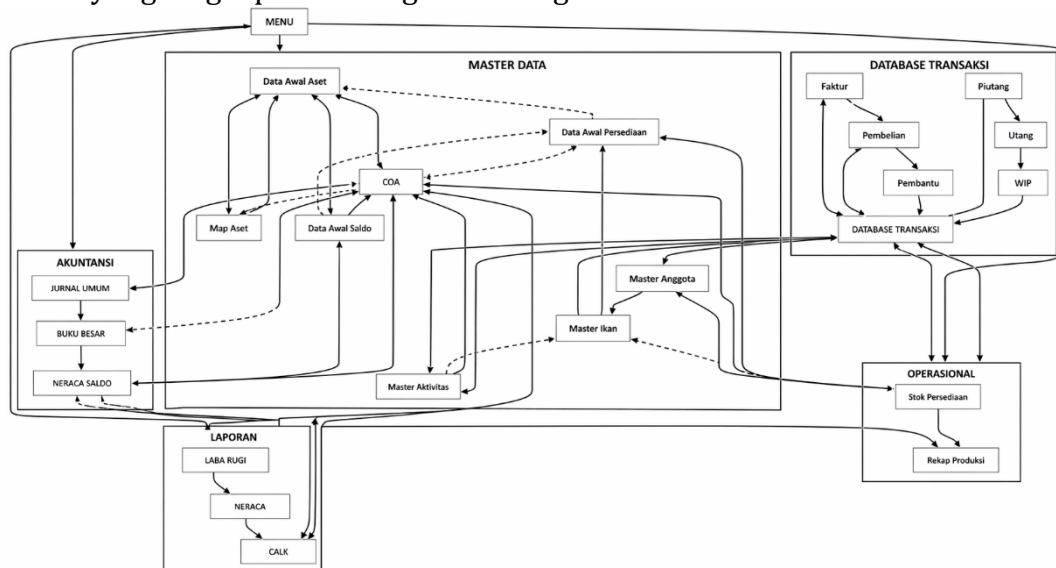 MENU
MASTER DATA
Data Awal Aset
Data Awal Persediaan
COA
Map Aset
Data Awal Saldo
Master Anggota
Master Ikan
Master Aktivitas
DATABASE TRANSAKSI
Faktur
Piutang
Pembelian
Utang
Pembantu
WIP
DATABASE TRANSAKSI
AKUNTANSI
JURNAL UMUM
BUKU BESAR
NERACA SALDO
OPERASIONAL
Stok Persediaan
Rekap Produksi
LAPORAN
LABA RUGI
NERACA
CALK